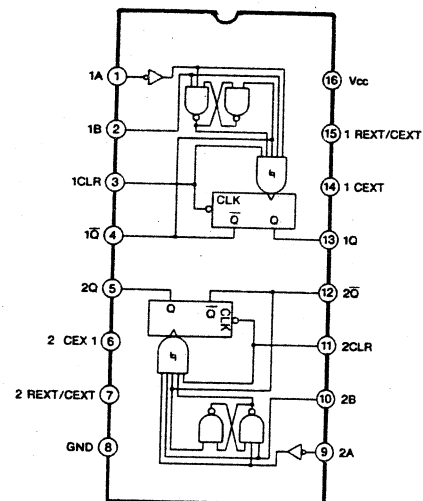 1A 1
16 Vcc
1B 2
15 1 REXT/CEXT
1CLR 3
14 1 CEXT
CLK
Q̅ Q
1Q̅ 4
13 1Q
2Q 5
12 2Q̅
Q Q̅ CLK
2 CEX 1 6
11 2CLR
2 REXT/CEXT 7
10 2B
GND 8
9 2A